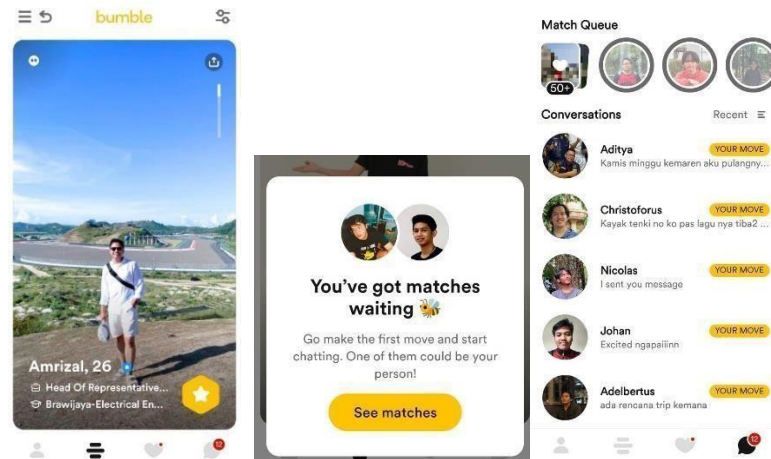 bumble
Amrizal, 26
Head Of Representative...
Brawijaya-Electrical En...
12
You've got matches
waiting 🐝
Go make the first move and start
chatting. One of them could be your
person!
See matches
Match Queue
50+
Conversations
Recent
Aditya
YOUR MOVE
Kamis minggu kemaren aku pulangny...
Christoforus
YOUR MOVE
Kayak tenki no ko pas lagu nya tiba2 ...
Nicolas
YOUR MOVE
I sent you message
Johan
YOUR MOVE
Excited ngapaiiinn
Adelbertus
YOUR MOVE
ada rencana trip kemana
12